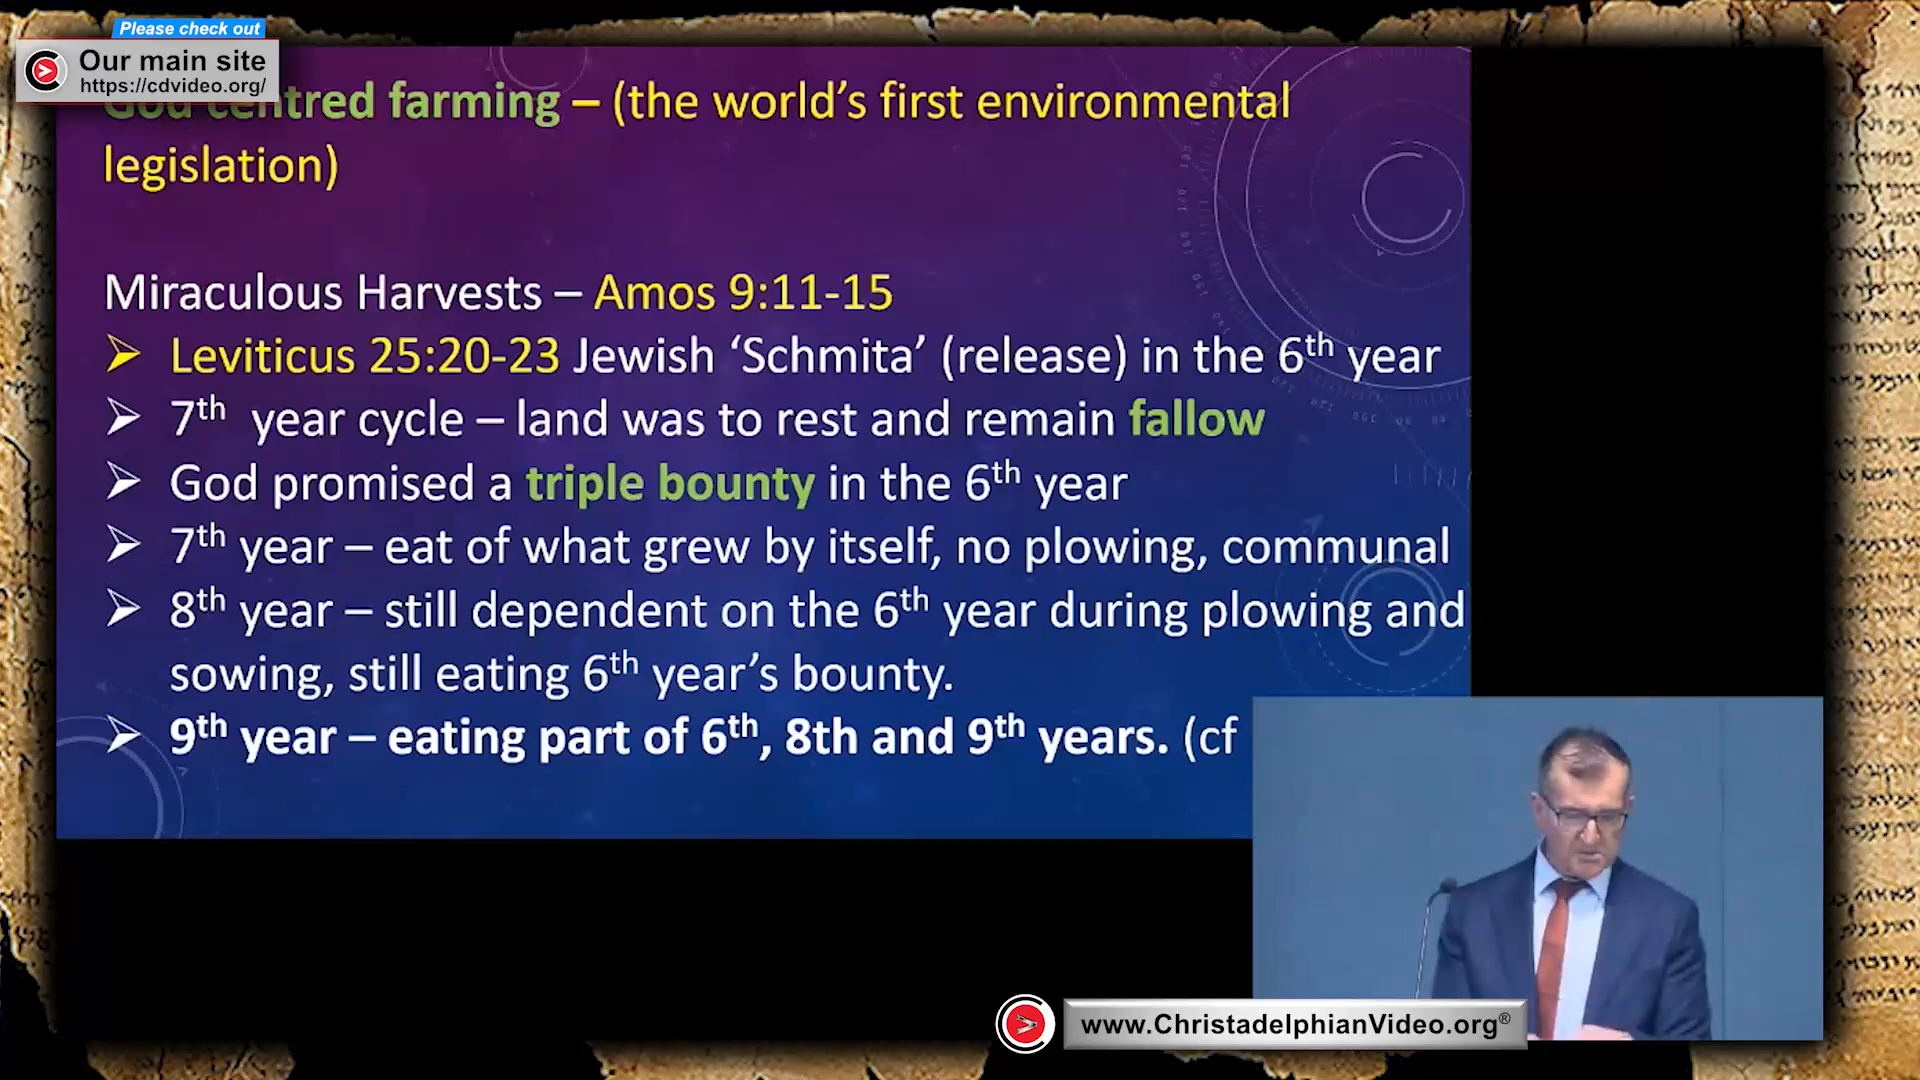 Please check out
Our main site
https://cdvideo.org/
God centred farming – (the world's first environmental
legislation)
Miraculous Harvests – Amos 9:11-15
➢ Leviticus 25:20-23 Jewish ‘Schmita’ (release) in the 6th year
➢ 7th year cycle – land was to rest and remain fallow
➢ God promised a triple bounty in the 6th year
➢ 7th year – eat of what grew by itself, no plowing, communal
➢ 8th year – still dependent on the 6th year during plowing and
sowing, still eating 6th year’s bounty.
➢ 9th year – eating part of 6th, 8th and 9th years. (cf
www.ChristadelphianVideo.org®